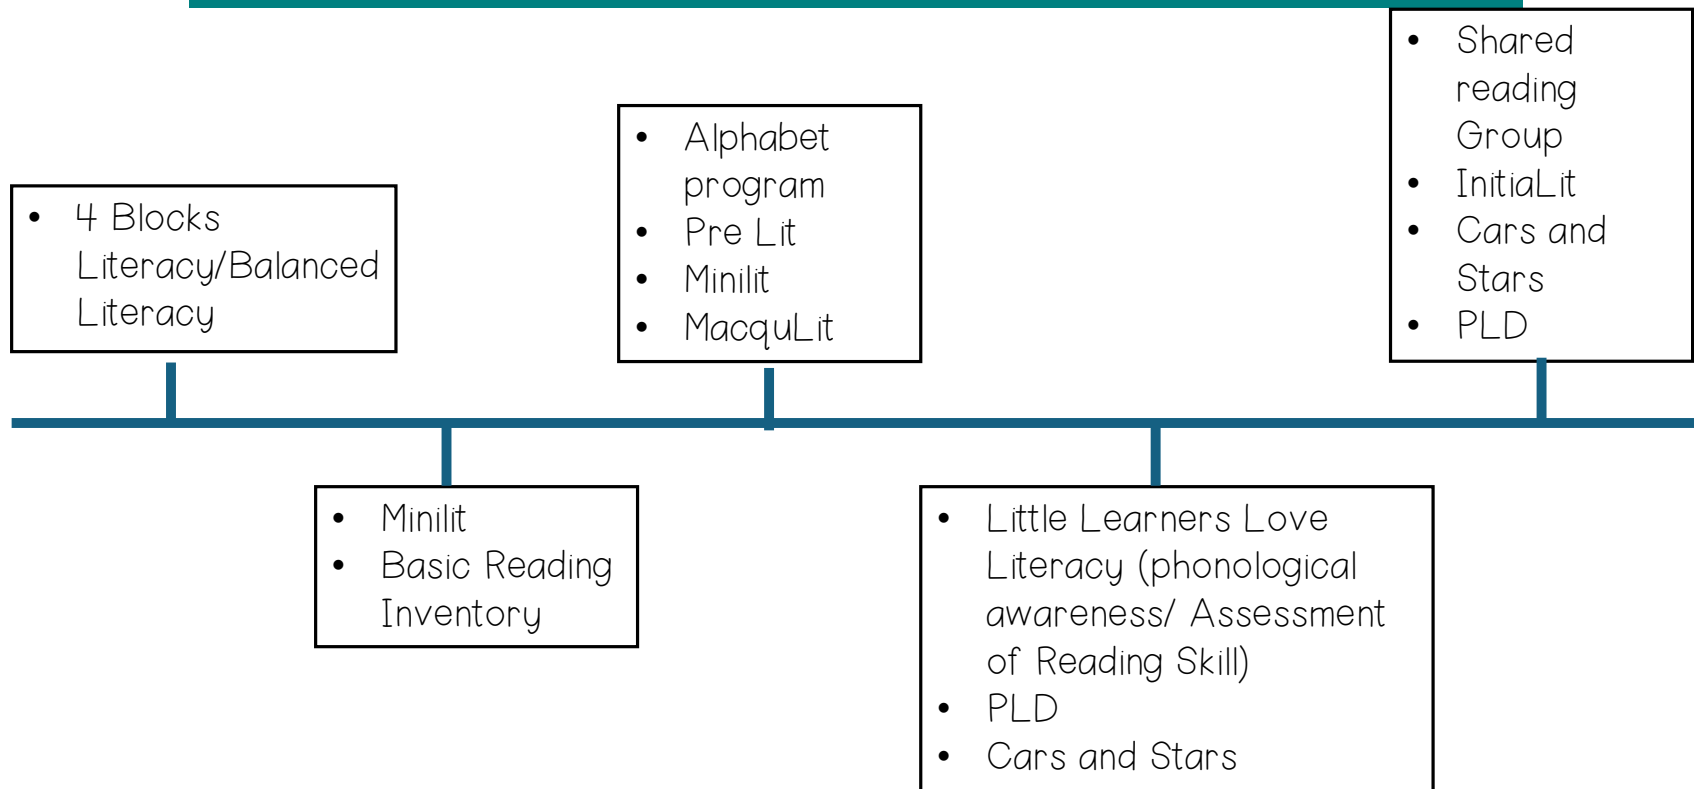 • 4 Blocks
Literacy/Balanced
Literacy
• Minilit
• Basic Reading
Inventory
• Alphabet
program
• Pre Lit
• Minilit
• MacquLit
• Little Learners Love
Literacy (phonological
awareness/ Assessment
of Reading Skill)
• PLD
• Cars and Stars
• Shared
reading
Group
• InitiaLit
• Cars and
Stars
• PLD